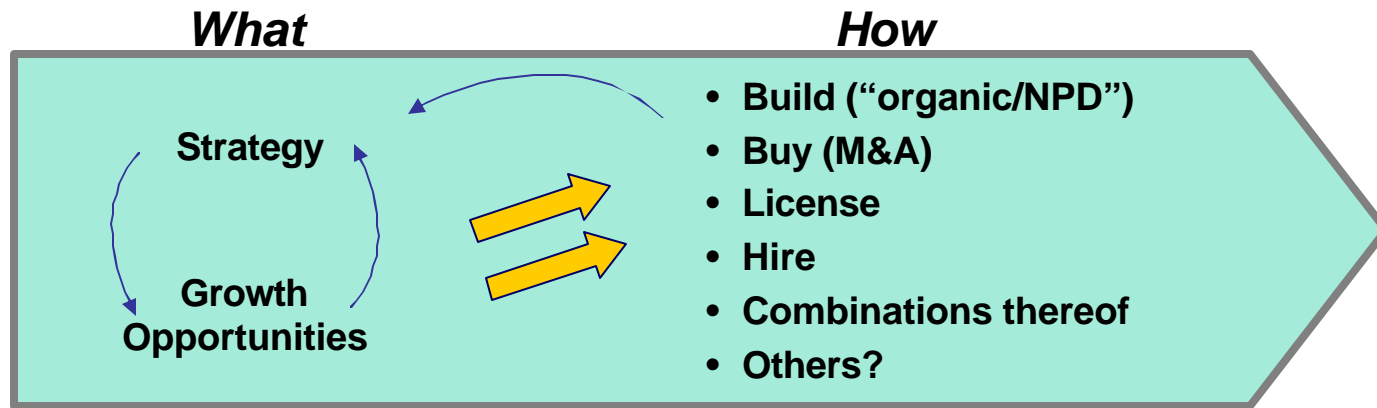 What
How
Strategy
Growth
Opportunities
• Build (“organic/NPD”)
• Buy (M&A)
• License
• Hire
• Combinations thereof
• Others?